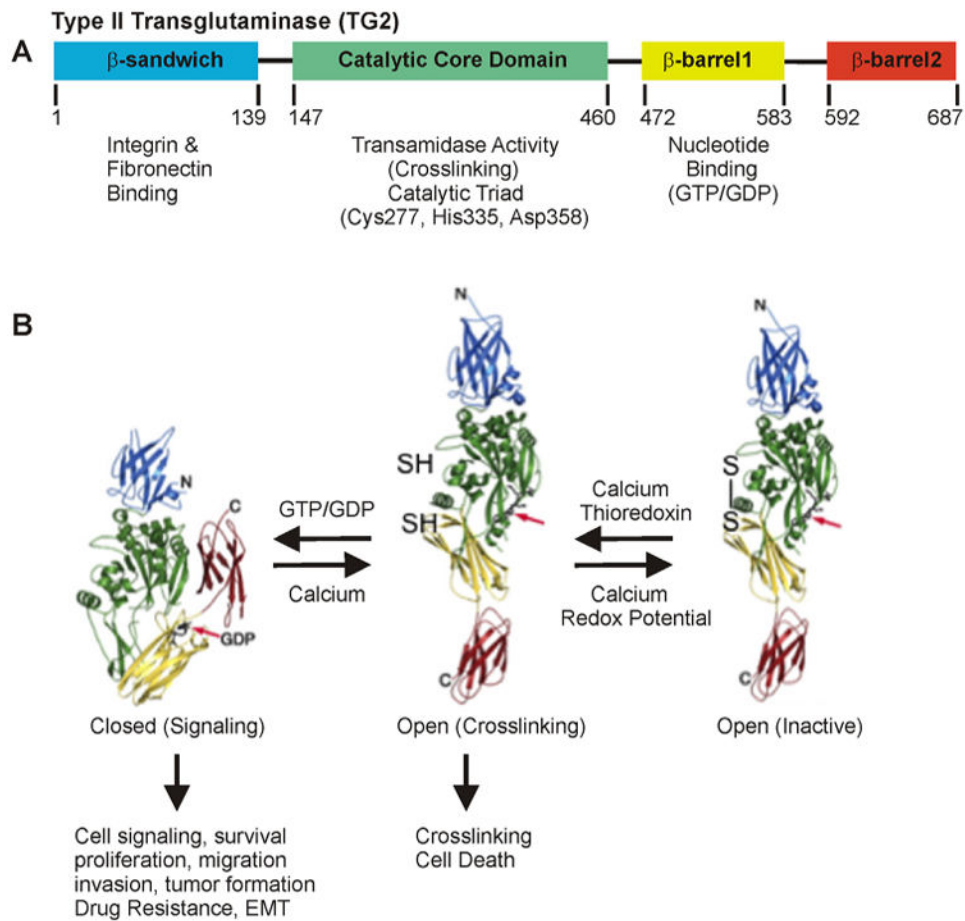 Type II Transglutaminase (TG2)
A
β-sandwich
Catalytic Core Domain
β-barrel1
β-barrel2
1
139
147
460
472
583
592
687
Integrin &
Fibronectin
Binding
Transamidase Activity
(Crosslinking)
Catalytic Triad
(Cys277, His335, Asp358)
Nucleotide
Binding
(GTP/GDP)
B
N
C
GDP
GTP/GDP
Calcium
N
SH
SH
C
Calcium
Thioredoxin
Calcium
Redox Potential
N
S
S
C
Closed (Signaling)
Open (Crosslinking)
Open (Inactive)
Cell signaling, survival
proliferation, migration
invasion, tumor formation
Drug Resistance, EMT
Crosslinking
Cell Death